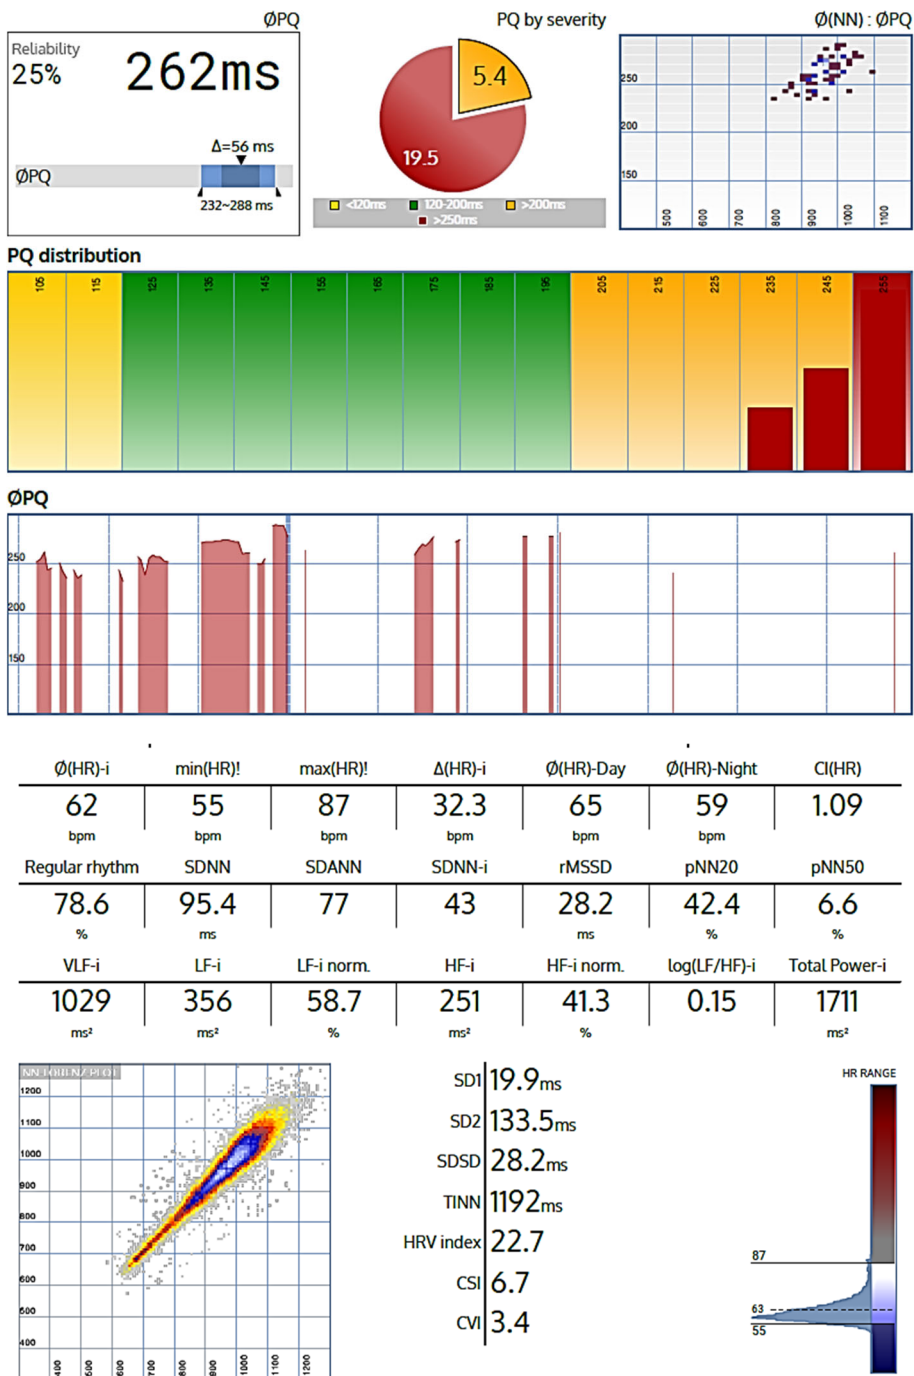 ØPQ
Reliability
25%
262ms
Δ=56 ms
ØPQ
232~288 ms
PQ by severity
5.4
19.5
<120ms 120-200ms >200ms
>250ms
Ø(NN) : ØPQ
250
200
150
500 600 700 800 900 1000 1100
PQ distribution
105 115 125 135 145 155 165 175 185 195 205 215 225 235 245 255
ØPQ
250
200
150
Ø(HR)-i min(HR)! max(HR)! Δ(HR)-i Ø(HR)-Day Ø(HR)-Night CI(HR)
62 55 87 32.3 65 59 1.09
bpm bpm bpm bpm bpm bpm
Regular rhythm SDNN SDANN SDNN-i rMSSD pNN20 pNN50
78.6 95.4 77 43 28.2 42.4 6.6
% ms ms % %
VLF-i LF-i LF-i norm. HF-i HF-i norm. log(LF/HF)-i Total Power-i
1029 356 58.7 251 41.3 0.15 1711
ms² ms² % ms² % ms²
NN LORENZ PLOT
1200
1100
1000
900
800
700
600
500
400
400 500 600 700 800 900 1000 1100 1200
SD1 19.9ms
SD2 133.5ms
SDSD 28.2ms
TINN 1192ms
HRV index 22.7
CSI 6.7
CVI 3.4
HR RANGE
87
63
55